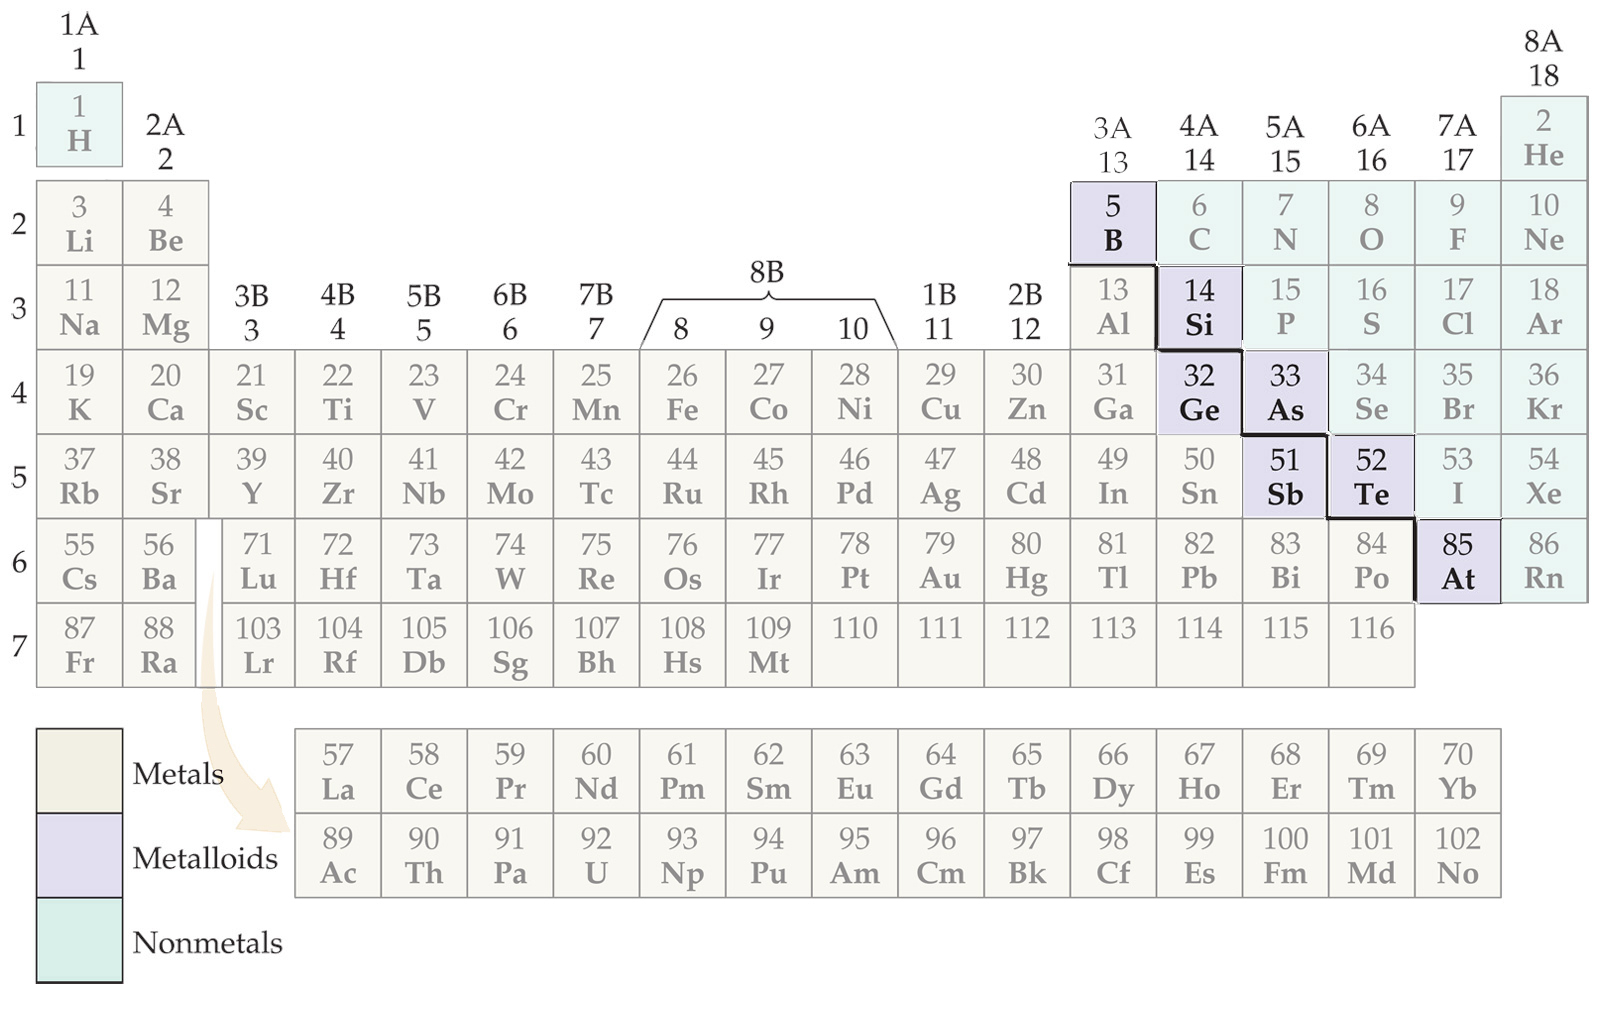 1A
1
8A
18
1
1
H
2A
2
3A
13
4A
14
5A
15
6A
16
7A
17
2
He
2
3
Li
4
Be
5
B
6
C
7
N
8
O
9
F
10
Ne
3
11
Na
12
Mg
3B
3
4B
4
5B
5
6B
6
7B
7
8B
8
9
10
1B
11
2B
12
13
Al
14
Si
15
P
16
S
17
Cl
18
Ar
4
19
K
20
Ca
21
Sc
22
Ti
23
V
24
Cr
25
Mn
26
Fe
27
Co
28
Ni
29
Cu
30
Zn
31
Ga
32
Ge
33
As
34
Se
35
Br
36
Kr
5
37
Rb
38
Sr
39
Y
40
Zr
41
Nb
42
Mo
43
Tc
44
Ru
45
Rh
46
Pd
47
Ag
48
Cd
49
In
50
Sn
51
Sb
52
Te
53
I
54
Xe
6
55
Cs
56
Ba
71
Lu
72
Hf
73
Ta
74
W
75
Re
76
Os
77
Ir
78
Pt
79
Au
80
Hg
81
Tl
82
Pb
83
Bi
84
Po
85
At
86
Rn
7
87
Fr
88
Ra
103
Lr
104
Rf
105
Db
106
Sg
107
Bh
108
Hs
109
Mt
110
111
112
113
114
115
116
57
La
58
Ce
59
Pr
60
Nd
61
Pm
62
Sm
63
Eu
64
Gd
65
Tb
66
Dy
67
Ho
68
Er
69
Tm
70
Yb
89
Ac
90
Th
91
Pa
92
U
93
Np
94
Pu
95
Am
96
Cm
97
Bk
98
Cf
99
Es
100
Fm
101
Md
102
No
Metals
Metalloids
Nonmetals